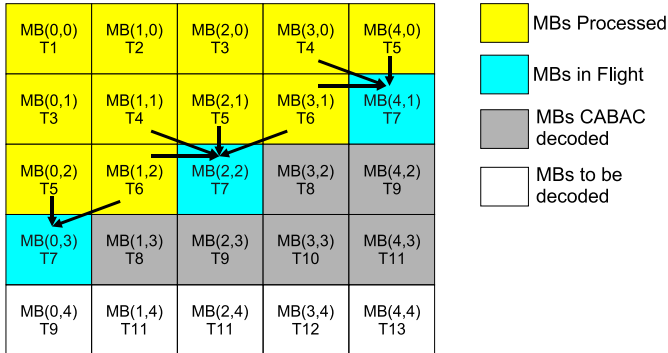 MB(0,0) MB(1,0) MB(2,0) MB(3,0) MB(4,0)
T1 T2 T3 T4 T5
MB(0,1) MB(1,1) MB(2,1) MB(3,1) MB(4,1)
T3 T4 T5 T6 T7
MB(0,2) MB(1,2) MB(2,2) MB(3,2) MB(4,2)
T5 T6 T7 T8 T9
MB(0,3) MB(1,3) MB(2,3) MB(3,3) MB(4,3)
T7 T8 T9 T10 T11
MB(0,4) MB(1,4) MB(2,4) MB(3,4) MB(4,4)
T9 T11 T11 T12 T13
MBs Processed
MBs in Flight
MBs CABAC
decoded
MBs to be
decoded